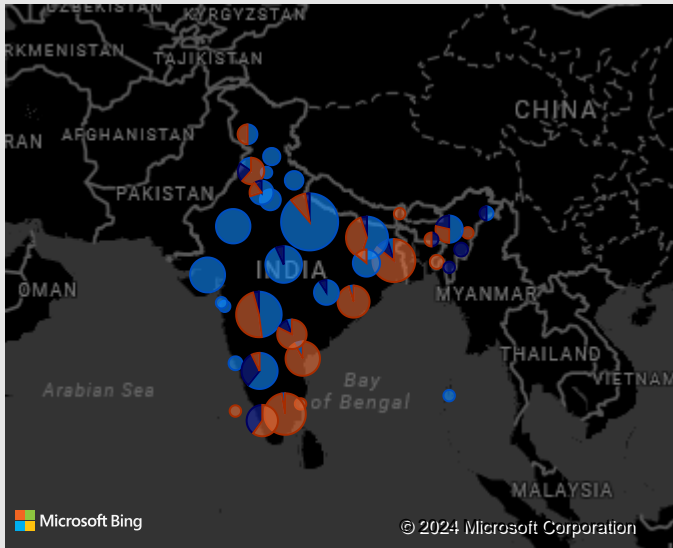 UZBEKISTAN
KYRGYZSTAN
RKMENISTAN
TAJIKISTAN
CHINA
RAN
AFGHANISTAN
PAKISTAN
INDIA
OMAN
MYANMAR
THAILAND
VIETNAM
Arabian Sea
Bay
of Bengal
MALAYSIA
Microsoft Bing
© 2024 Microsoft Corporation